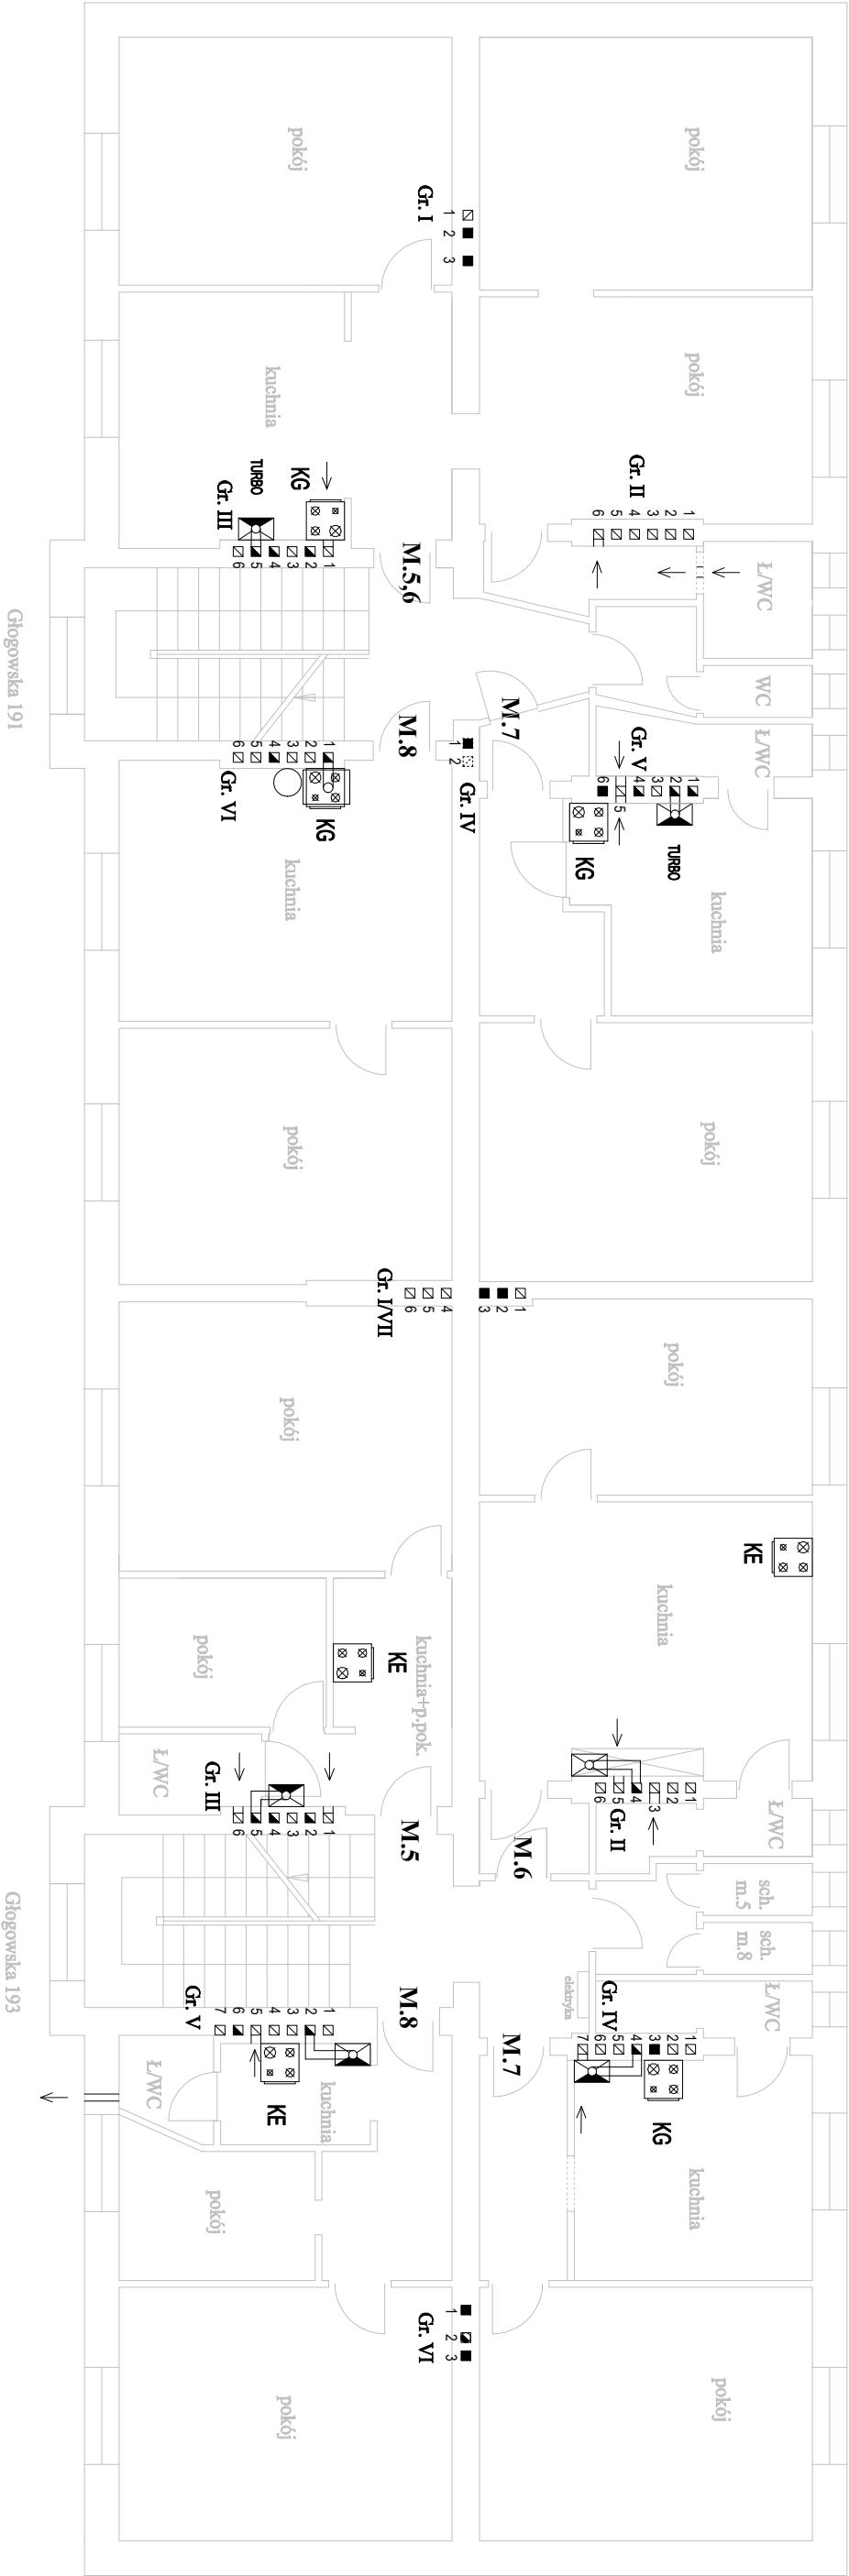 pokój
pokój
Gr. I
1
2
3
kuchnia
pokój
Gr. II
1
2
3
4
5
6
KG
TURBO
Gr. III
1
2
3
4
5
6
M.5,6
Ł/WC
WC
Ł/WC
Głogowska 191
M.7
M.8
1
2
3
4
5
6
Gr. VI
KG
1
2
Gr. IV
Gr. V
1
2
3
4
5
6
KG
TURBO
kuchnia
kuchnia
pokój
pokój
Gr. I/VII
1
2
3
4
5
6
pokój
pokój
KE
kuchnia
pokój
KE
kuchnia+p.pok.
Ł/WC
Gr. III
1
2
3
4
5
6
M.5
M.6
Gr. II
1
2
3
4
5
6
Ł/WC
sch.
m.5
sch.
m.8
Głogowska 193
elektryka
Ł/WC
Gr. V
1
2
3
4
5
6
7
M.8
M.7
Gr. IV
1
2
3
4
5
6
7
Ł/WC
KE
kuchnia
KG
kuchnia
pokój
Gr. VI
1
2
3
pokój
pokój